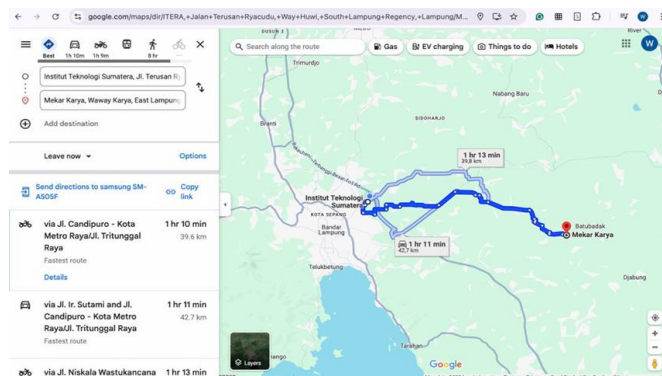 google.com/maps/dir/ITERA,+Jalan+Terusan+Ryacudu,+Way+Huwi,+South+Lampung+Regency,+Lampung/M...
W
Best
1h 10m
1h 9m
8 hr
Institut Teknologi Sumatera, Jl. Terusan Ry
Mekar Karya, Waway Karya, East Lampung
Add destination
Leave now
Options
Send directions to samsung SM-A505F
Copy link
via Jl. Candipuro - Kota
Metro Raya/Jl. Tritunggal
Raya
1 hr 10 min
39.6 km
Fastest route
Details
via Jl. Ir. Sutami and Jl.
Candipuro - Kota Metro
Raya/Jl. Tritunggal Raya
1 hr 11 min
42.7 km
Fastest route
via Jl. Niskala Wastukancana
1 hr 13 min
Search along the route
Gas
EV charging
Things to do
Hotels
W
River
Trimurdjo
Nabang Baru
SIDOHARJO
Branti
1 hr 13 min
39,8 km
Institut Teknologi
Sumatera
KOTA SEPANG
Bandar
Lampung
1 hr 11 min
42,7 km
Batubadak
Mekar Karya
Telukbetung
Djabung
Tarahan
Layers
Google